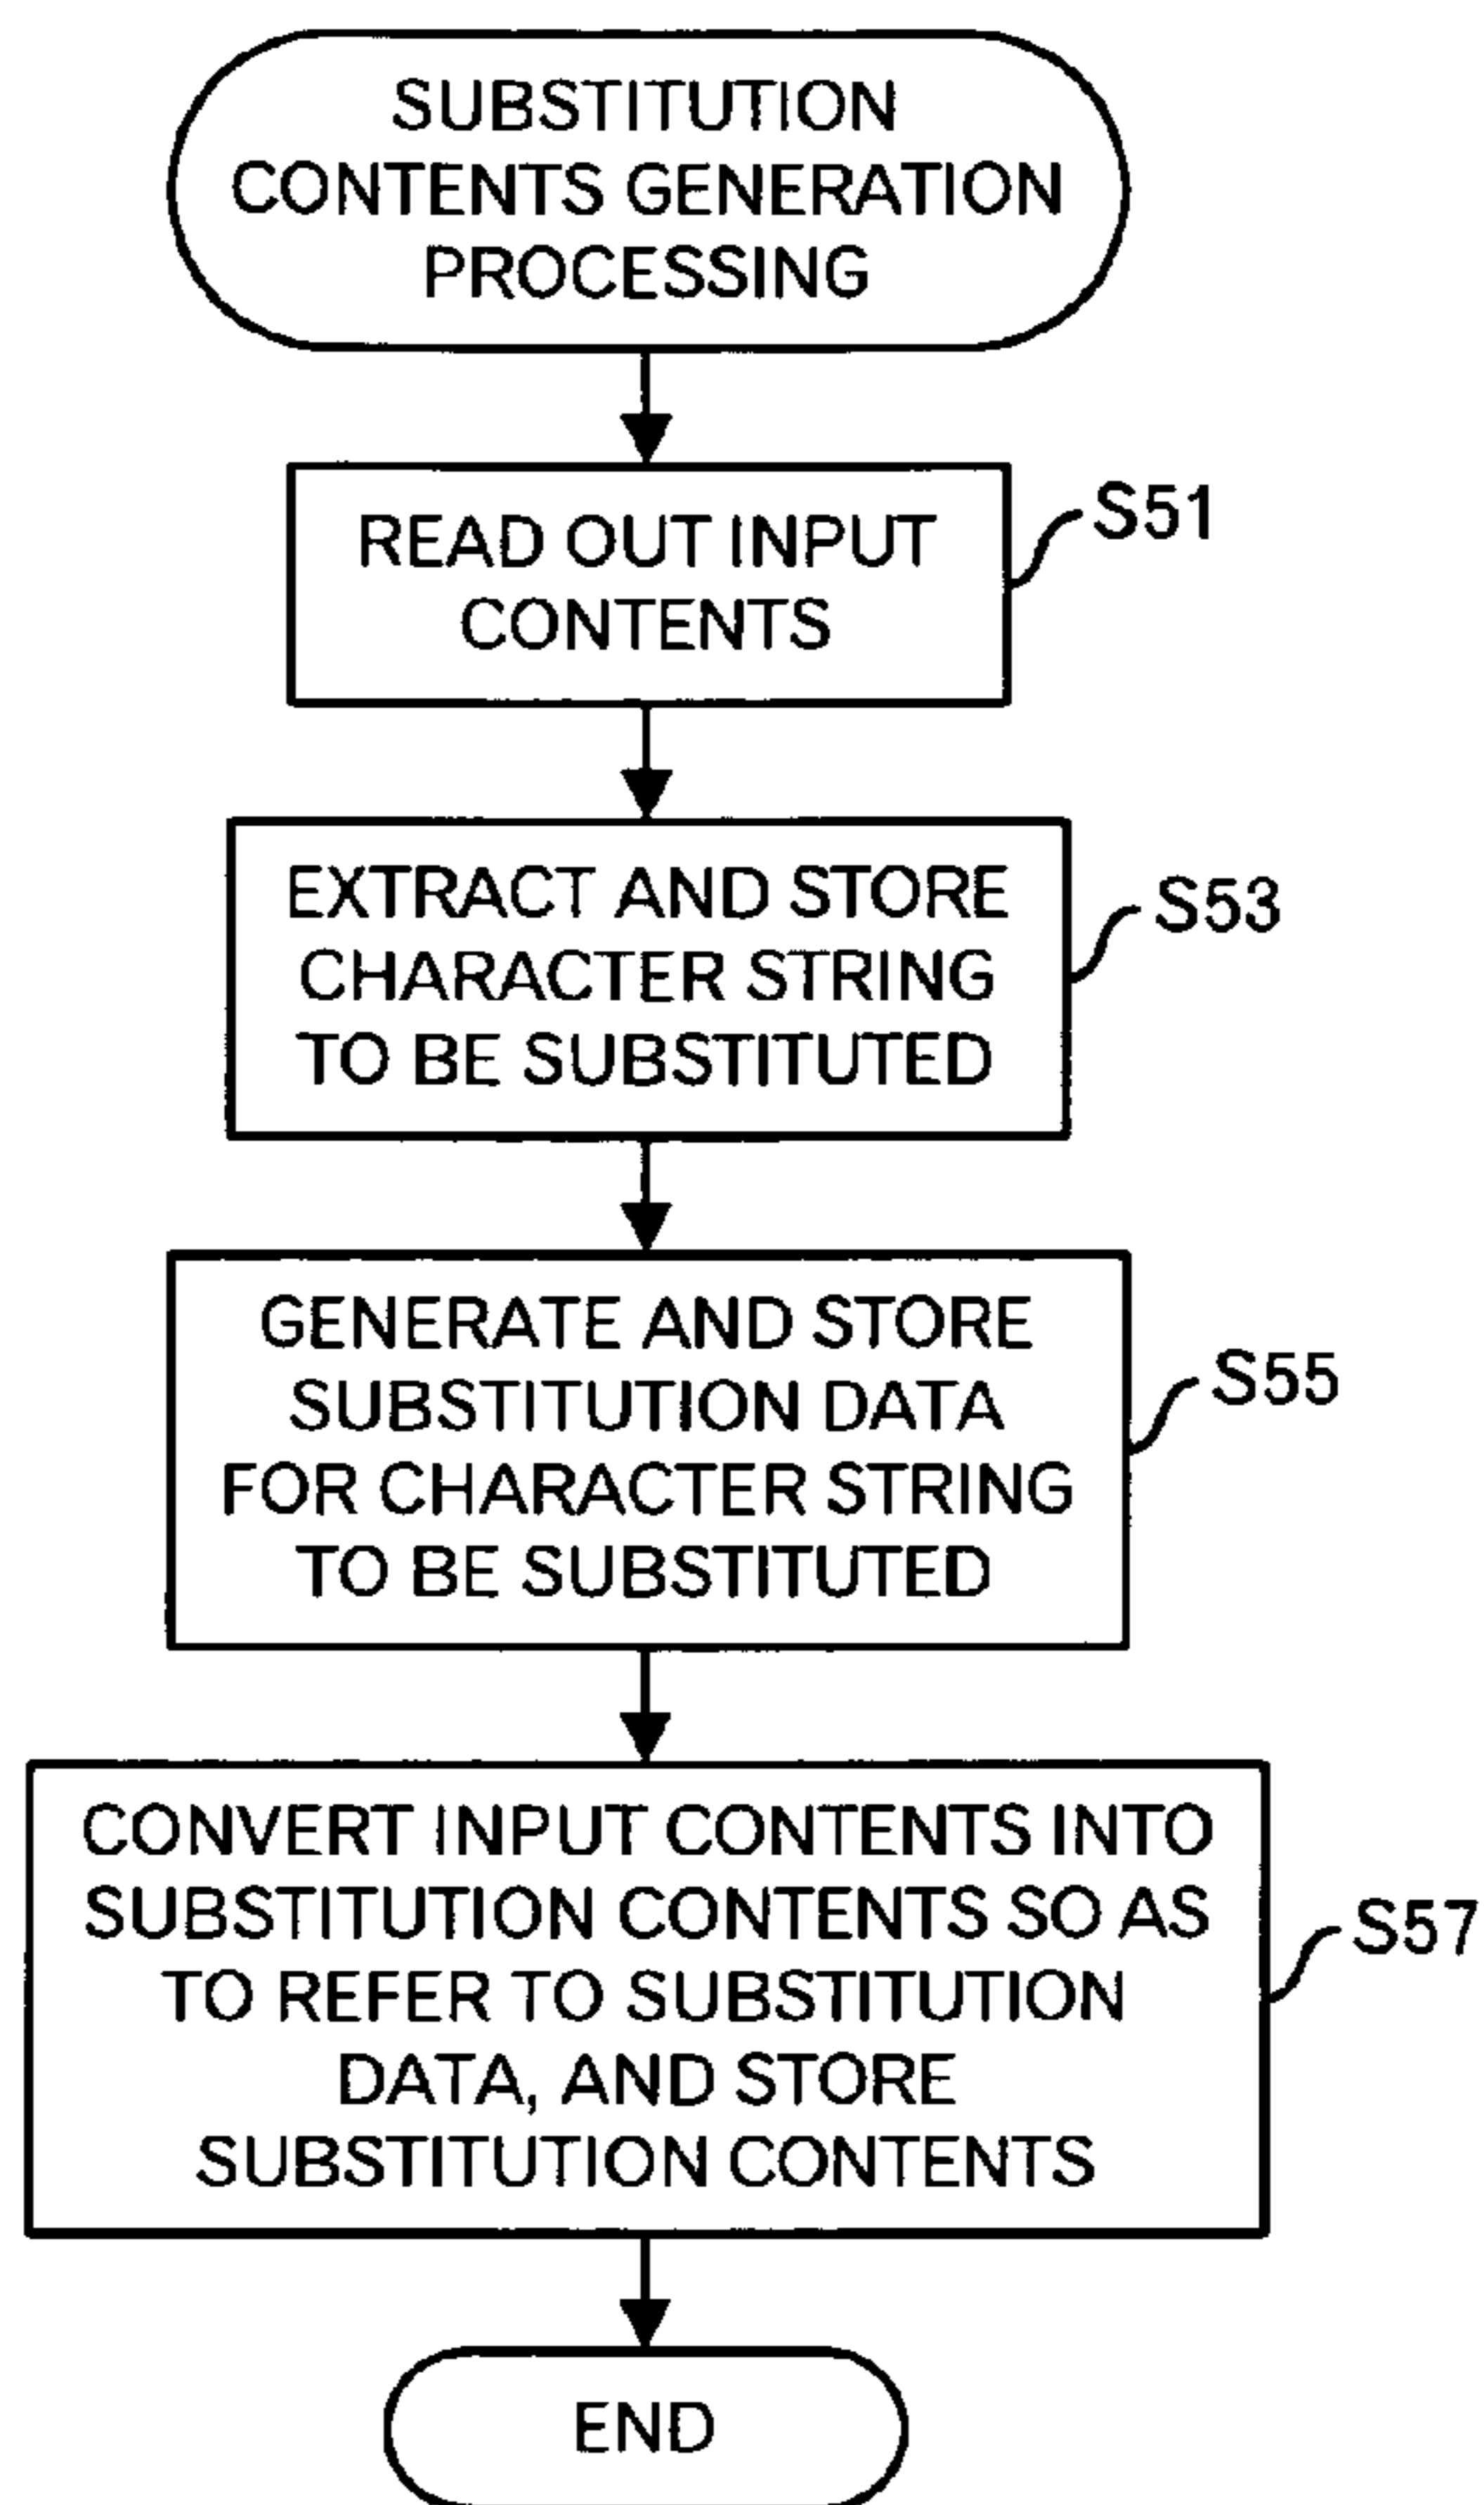 SUBSTITUTION
CONTENTS GENERATION
PROCESSING
READ OUT INPUT
CONTENTS
S51
EXTRACT AND STORE
CHARACTER STRING
TO BE SUBSTITUTED
S53
GENERATE AND STORE
SUBSTITUTION DATA
FOR CHARACTER STRING
TO BE SUBSTITUTED
S55
CONVERT INPUT CONTENTS INTO
SUBSTITUTION CONTENTS SO AS
TO REFER TO SUBSTITUTION
DATA, AND STORE
SUBSTITUTION CONTENTS
S57
END